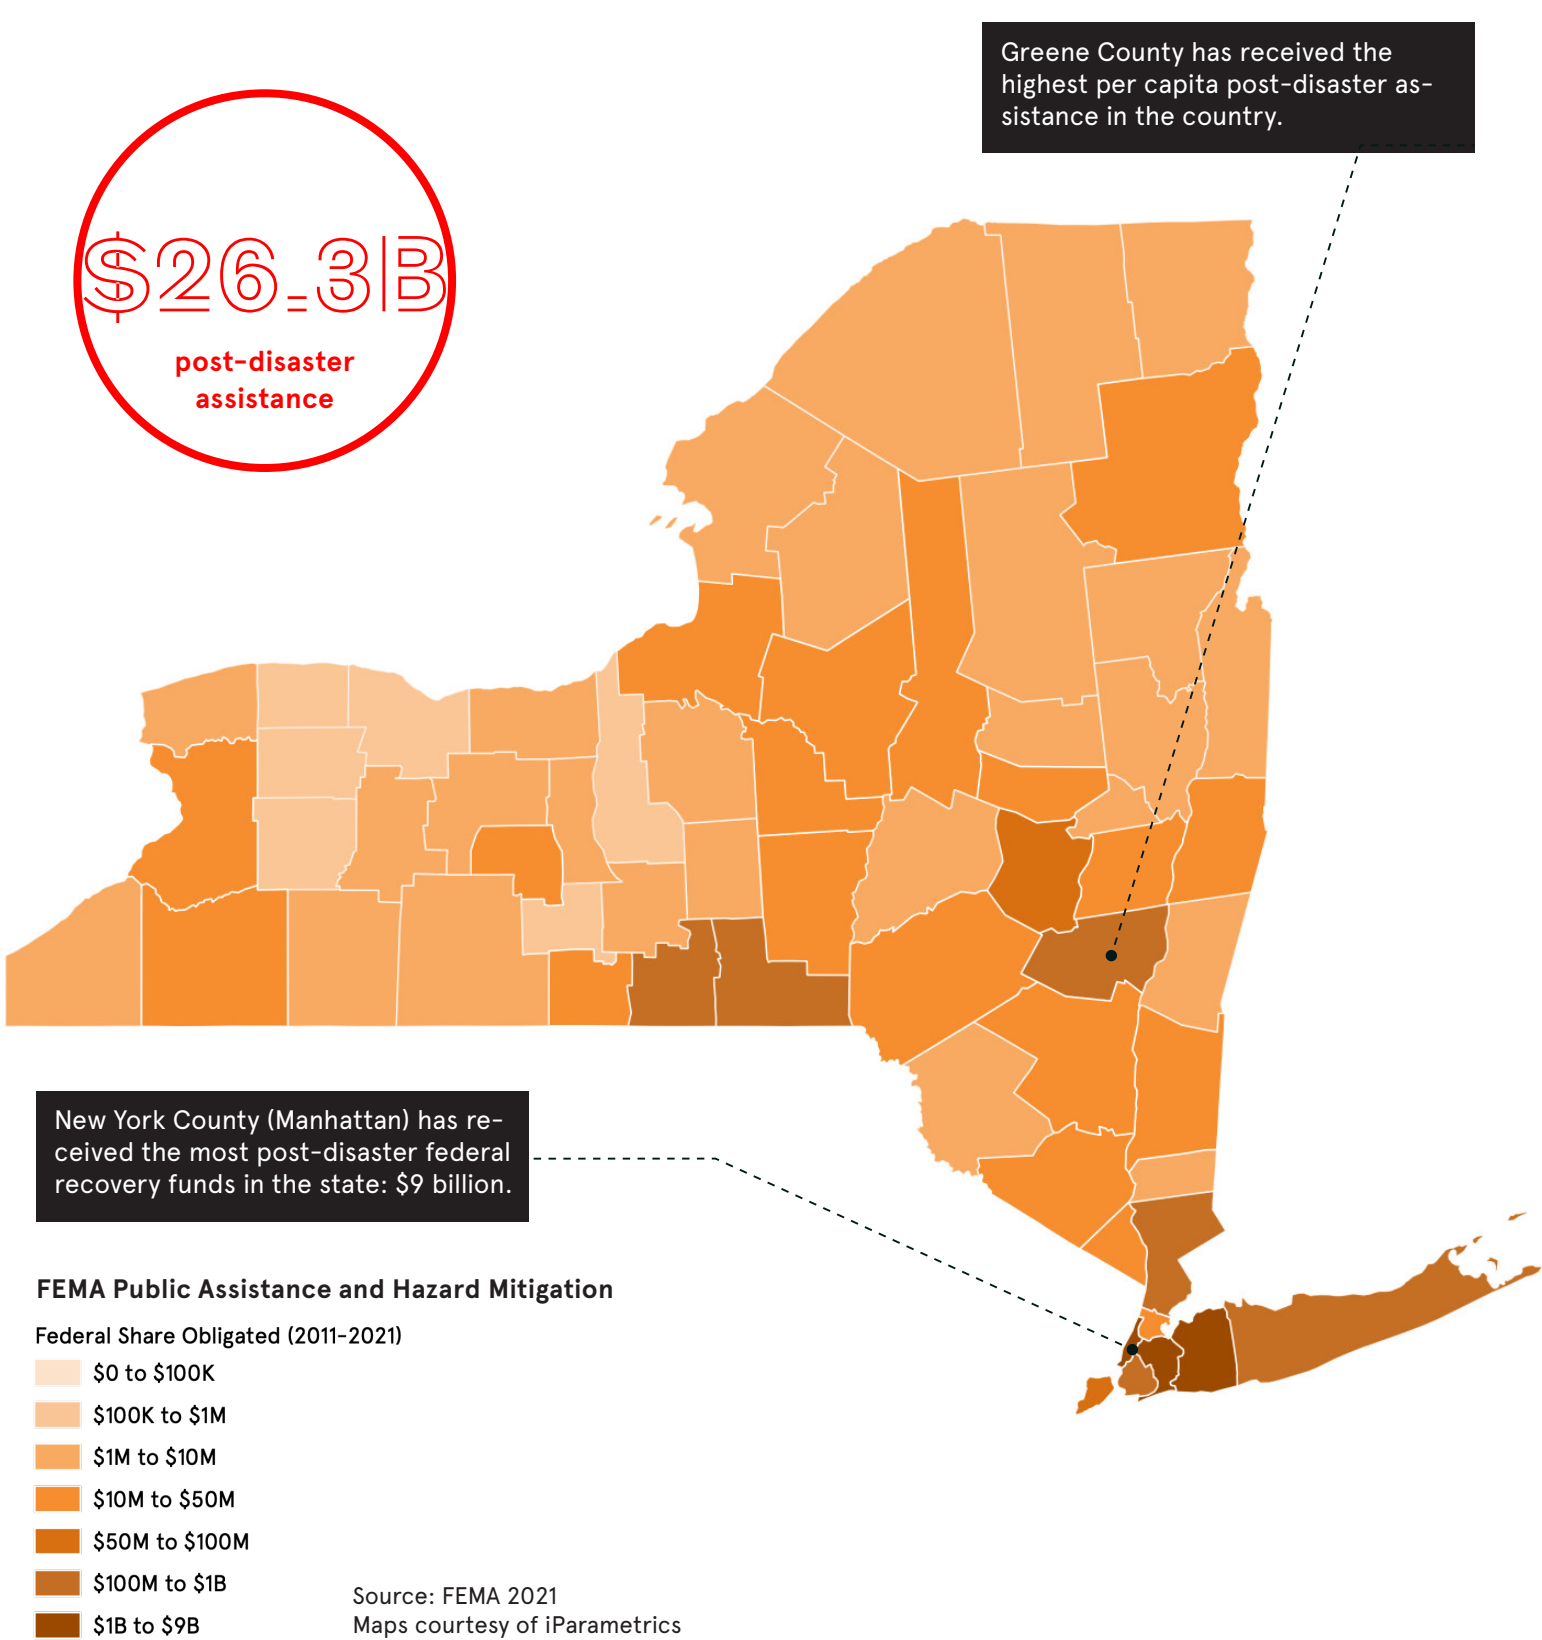 Greene County has received the
highest per capita post-disaster as-
sistance in the country.
$26.3B
post-disaster
assistance
New York County (Manhattan) has re-
ceived the most post-disaster federal
recovery funds in the state: $9 billion.
FEMA Public Assistance and Hazard Mitigation
Federal Share Obligated (2011-2021)
$0 to $100K
$100K to $1M
$1M to $10M
$10M to $50M
$50M to $100M
$100M to $1B
$1B to $9B
Source: FEMA 2021
Maps courtesy of iParametrics